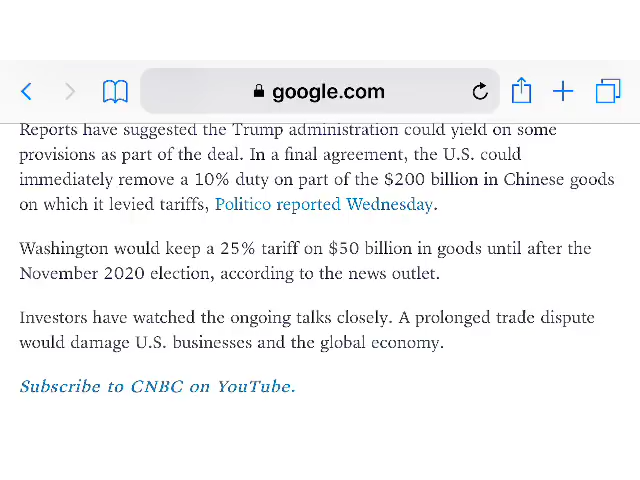 google.com
Reports have suggested the Trump administration could yield on some
provisions as part of the deal. In a final agreement, the U.S. could
immediately remove a 10% duty on part of the $200 billion in Chinese goods
on which it levied tariffs, Politico reported Wednesday.
Washington would keep a 25% tariff on $50 billion in goods until after the
November 2020 election, according to the news outlet.
Investors have watched the ongoing talks closely. A prolonged trade dispute
would damage U.S. businesses and the global economy.
Subscribe to CNBC on YouTube.